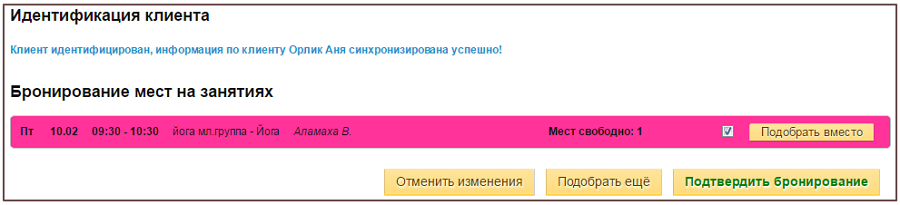 Идентификация клиента
Клиент идентифицирован, информация по клиенту Орлик Аня синхронизирована успешно!
Бронирование мест на занятиях
Пт 10.02 09:30 - 10:30 йога мл.группа - Йога Аламаха В. Мест свободно: 1 Подобрать вместо
Отменить изменения Подобрать ещё Подтвердить бронирование